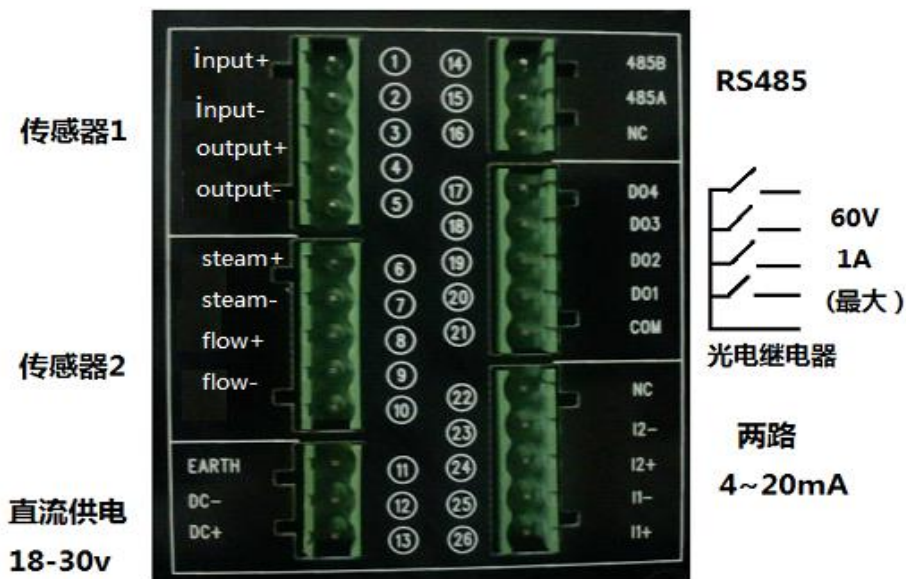 传感器1
input+
input-
output+
output-
① ② ③ ④ ⑤
传感器2
steam+
steam-
flow+
flow-
⑥ ⑦ ⑧ ⑨ ⑩
直流供电
18-30v
EARTH
DC-
DC+
⑪ ⑫ ⑬
⑭ ⑮ ⑯
485B
485A
NC
RS485
⑰ ⑱ ⑲ ⑳ ㉑
DO4
DO3
DO2
DO1
COM
60V
1A
(最大）
光电继电器
㉒ ㉓ ㉔ ㉕ ㉖
NC
I2-
I2+
I1-
I1+
两路
4~20mA